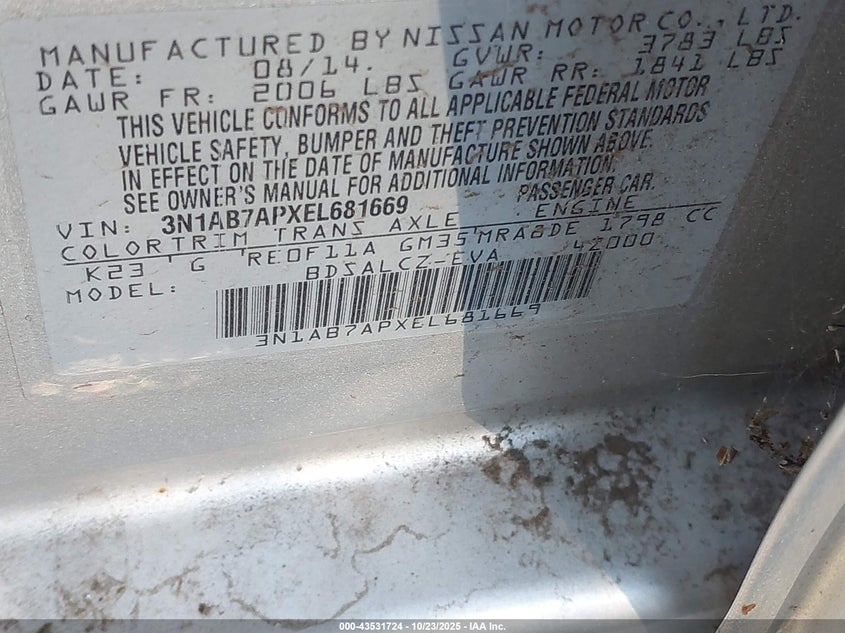 MANUFACTURED BY NISSAN MOTOR CO., LTD.
DATE: 08/14. GVWR: 3783 LBS
GAWR FR: 2006 LBS GAWR RR: 1841 LBS
THIS VEHICLE CONFORMS TO ALL APPLICABLE FEDERAL MOTOR
VEHICLE SAFETY, BUMPER AND THEFT PREVENTION STANDARDS
IN EFFECT ON THE DATE OF MANUFACTURE SHOWN ABOVE.
SEE OWNER'S MANUAL FOR ADDITIONAL INFORMATION.
VIN: 3N1AB7APXEL681669 PASSENGER CAR.
COLOR TRIM TRANS AXLE ENGINE
K23 G RE0F11A GM35 MRA8DE 1798 CC
MODEL: BDSALCZ-EVA 42000
3N1AB7APXEL681669
000-43531724 - 10/23/2025 - IAA Inc.